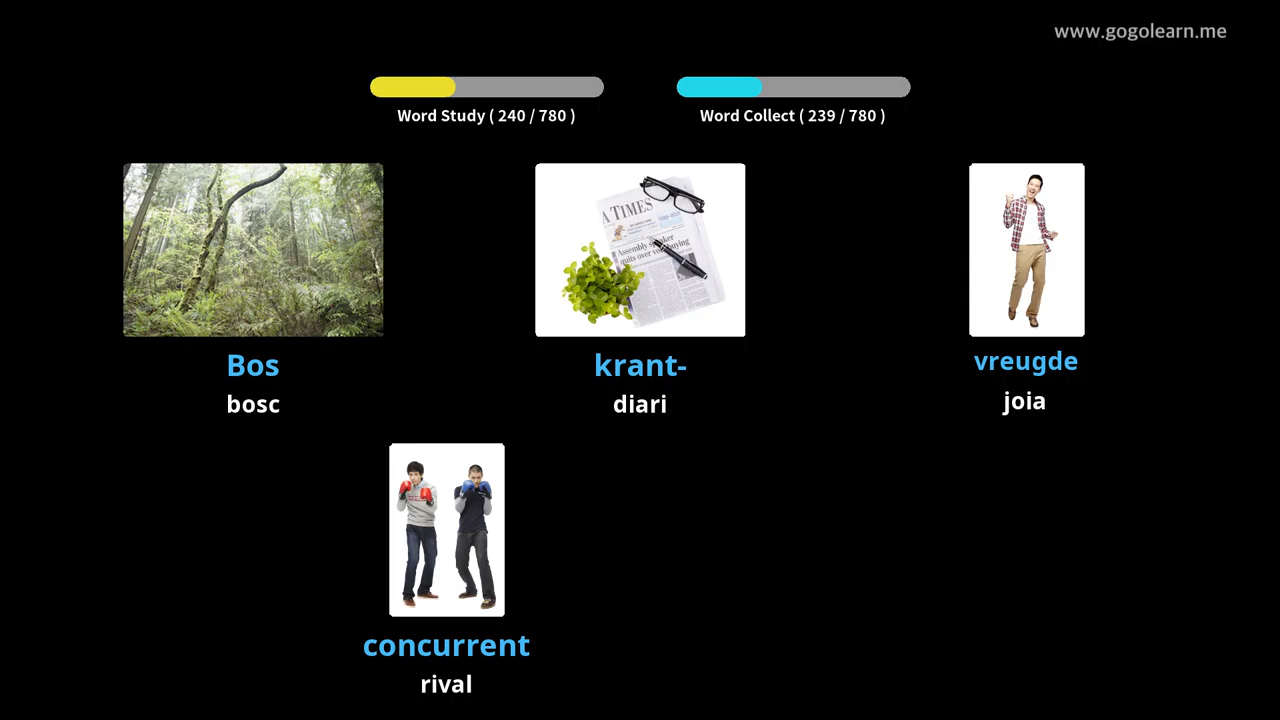 www.gogolearn.me
Word Study ( 240 / 780 )
Word Collect ( 239 / 780 )
A TIMES
Bos
bosc
krant-
diari
vreugde
joia
concurrent
rival